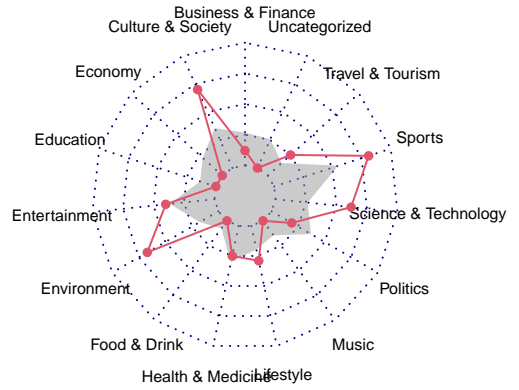 Business & Finance
Culture & Society
Uncategorized
Economy
Travel & Tourism
Education
Sports
Entertainment
Science & Technology
Environment
Politics
Food & Drink
Music
Health & Medicine
Lifestyle